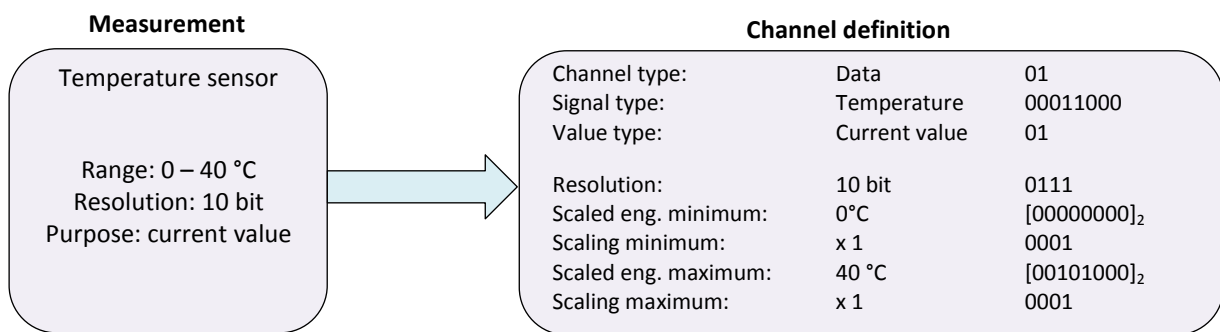 Measurement
Temperature sensor
Range: 0 – 40 °C
Resolution: 10 bit
Purpose: current value
Channel definition
Channel type: Data 01
Signal type: Temperature 00011000
Value type: Current value 01
Resolution: 10 bit 0111
Scaled eng. minimum: 0°C [00000000]₂
Scaling minimum: x 1 0001
Scaled eng. maximum: 40 °C [00101000]₂
Scaling maximum: x 1 0001